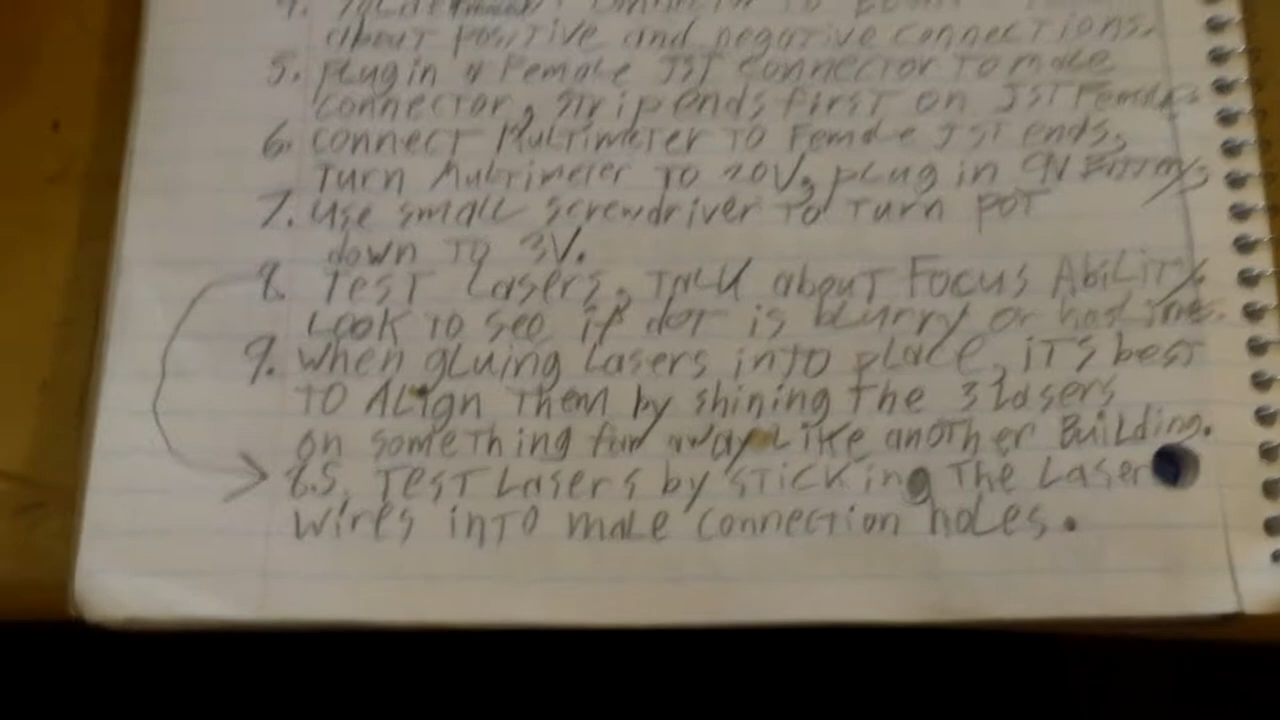 about positive and negative connections.
5. plug in a Female JST connector to male
connector, strip ends first on JST Female.
6. connect Multimeter to Female JST ends,
Turn Multimeter to 20V, plug in 9V Battery
7. Use small screwdriver to turn pot
down to 3V.
8. Test Lasers, Talk about Focus Ability.
Look to see if dot is blurry or has
9. When gluing Lasers into place, it's best
to Align them by shining the 3 lasers
on something far away Like another Building.
8.5. Test Lasers by sticking The Laser
wires into male connection holes.